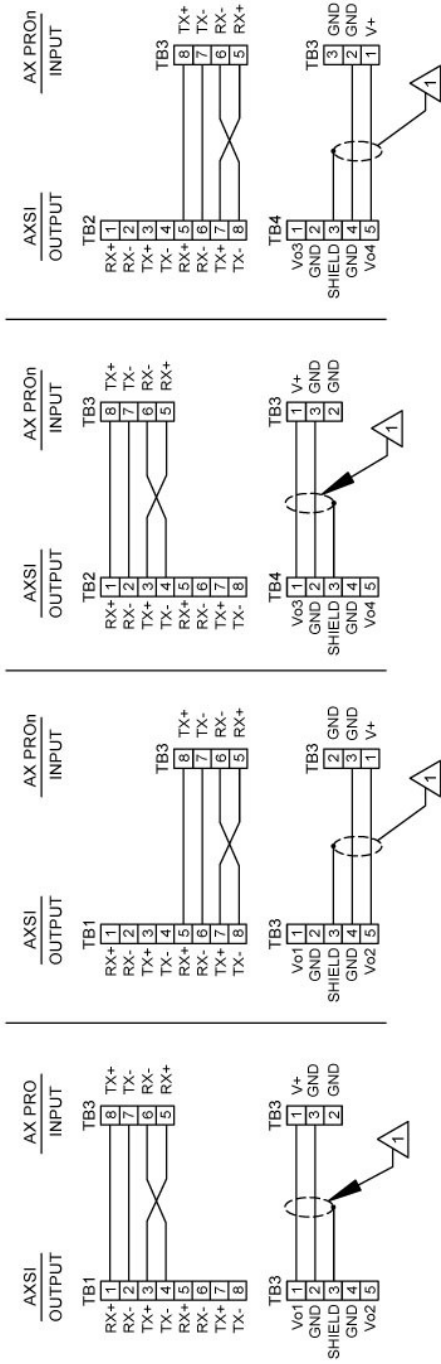 AXSI AX PRO
OUTPUT INPUT
TB1 TB3
RX+ 1 8 TX+
RX- 2 7 TX-
TX+ 3 6 RX-
TX- 4 5 RX+
RX+ 5
RX- 6
TX+ 7
TX- 8
TB3 TB3
Vo1 1 1 V+
GND 2 3 GND
SHIELD 3 2 GND
GND 4
Vo2 5
1
AXSI AX PROn
OUTPUT INPUT
TB1
RX+ 1
RX- 2
TX+ 3
TX- 4 TB3
RX+ 5 8 TX+
RX- 6 7 TX-
TX+ 7 6 RX-
TX- 8 5 RX+
TB3
Vo1 1
GND 2 TB3
SHIELD 3 2 GND
GND 4 3 GND
Vo2 5 1 V+
1
AXSI AX PROn
OUTPUT INPUT
TB2 TB3
RX+ 1 8 TX+
RX- 2 7 TX-
TX+ 3 6 RX-
TX- 4 5 RX+
RX+ 5
RX- 6
TX+ 7
TX- 8
TB4 TB3
Vo3 1 1 V+
GND 2 3 GND
SHIELD 3 2 GND
GND 4
Vo4 5
1
AXSI AX PROn
OUTPUT INPUT
TB2
RX+ 1
RX- 2
TX+ 3
TX- 4 TB3
RX+ 5 8 TX+
RX- 6 7 TX-
TX+ 7 6 RX-
TX- 8 5 RX+
TB4
Vo3 1
GND 2 TB3
SHIELD 3 3 GND
GND 4 2 GND
Vo4 5 1 V+
1